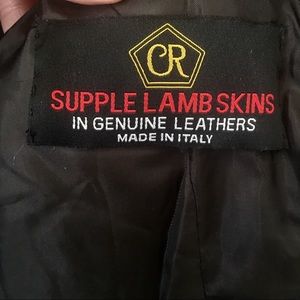 CR
SUPPLE LAMB SKINS
IN GENUINE LEATHERS
MADE IN ITALY